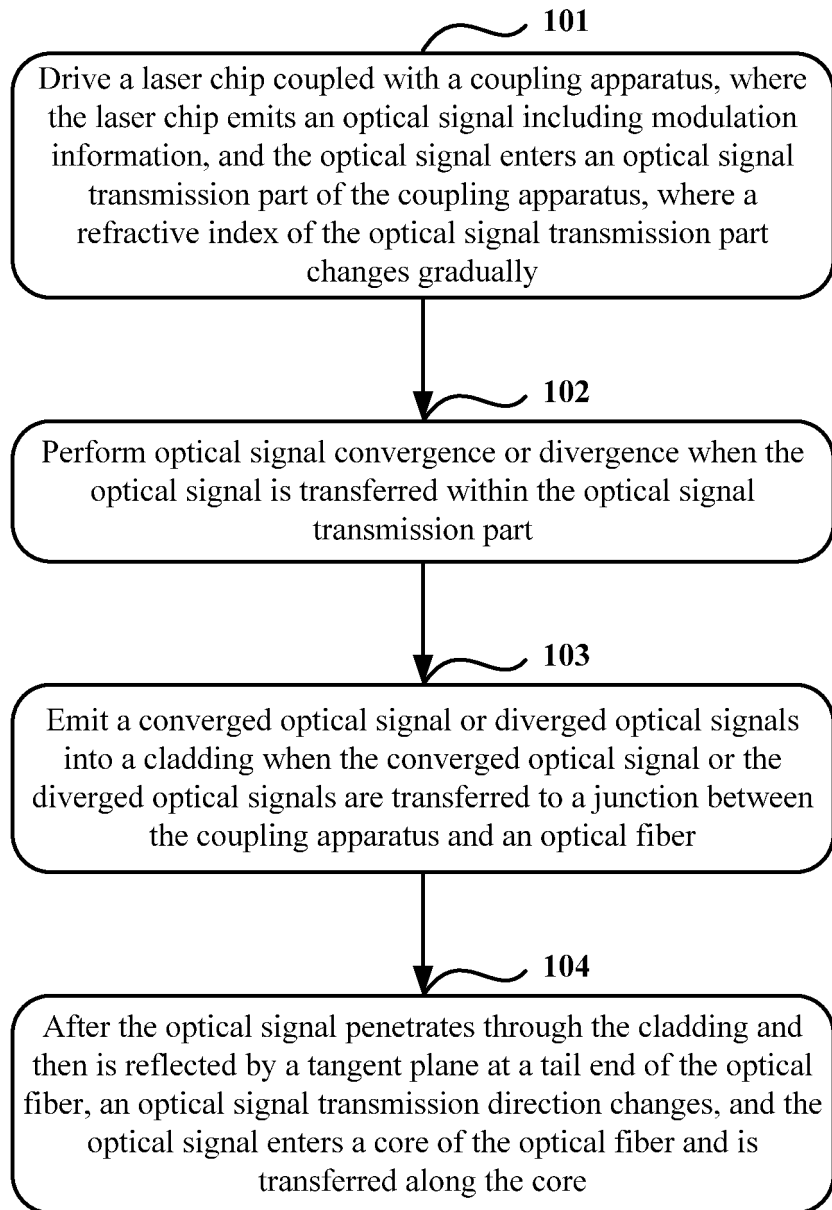 101
Drive a laser chip coupled with a coupling apparatus, where
the laser chip emits an optical signal including modulation
information, and the optical signal enters an optical signal
transmission part of the coupling apparatus, where a
refractive index of the optical signal transmission part
changes gradually
102
Perform optical signal convergence or divergence when the
optical signal is transferred within the optical signal
transmission part
103
Emit a converged optical signal or diverged optical signals
into a cladding when the converged optical signal or the
diverged optical signals are transferred to a junction between
the coupling apparatus and an optical fiber
104
After the optical signal penetrates through the cladding and
then is reflected by a tangent plane at a tail end of the optical
fiber, an optical signal transmission direction changes, and the
optical signal enters a core of the optical fiber and is
transferred along the core